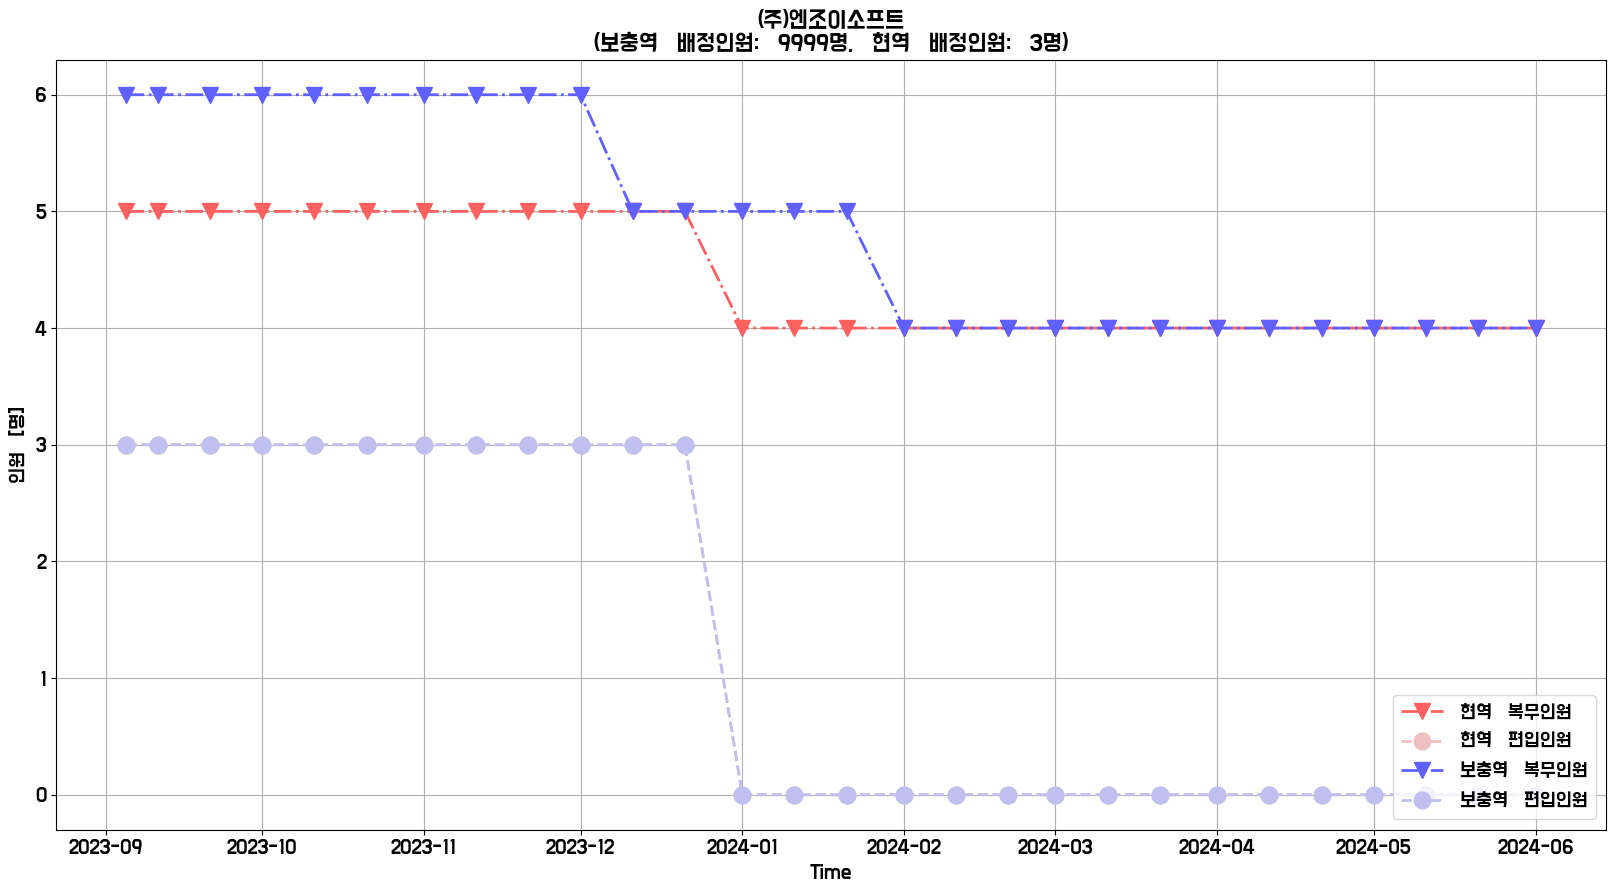 (주)엔조이소프트
(보충역 배정인원: 9999명, 현역 배정인원: 3명)
6
5
4
3
2
1
0
인원 [명]
2023-09 2023-10 2023-11 2023-12 2024-01 2024-02 2024-03 2024-04 2024-05 2024-06
Time
현역 복무인원
현역 편입인원
보충역 복무인원
보충역 편입인원